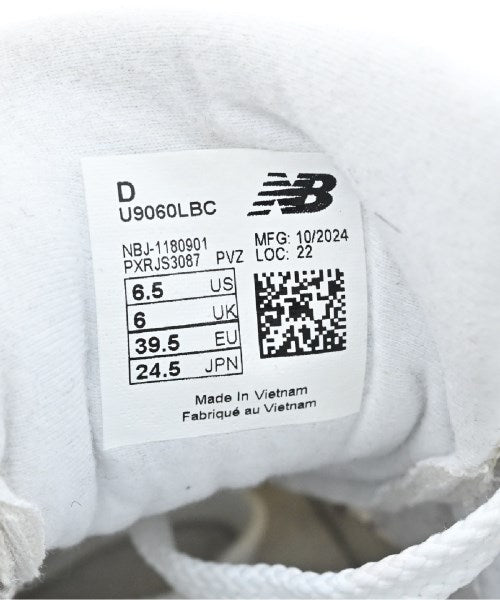 D
U9060LBC
NB
NBJ-1180901
PXRJS3087 PVZ
MFG: 10/2024
LOC: 22
6.5 US
6 UK
39.5 EU
24.5 JPN
Made In Vietnam
Fabriqué au Vietnam